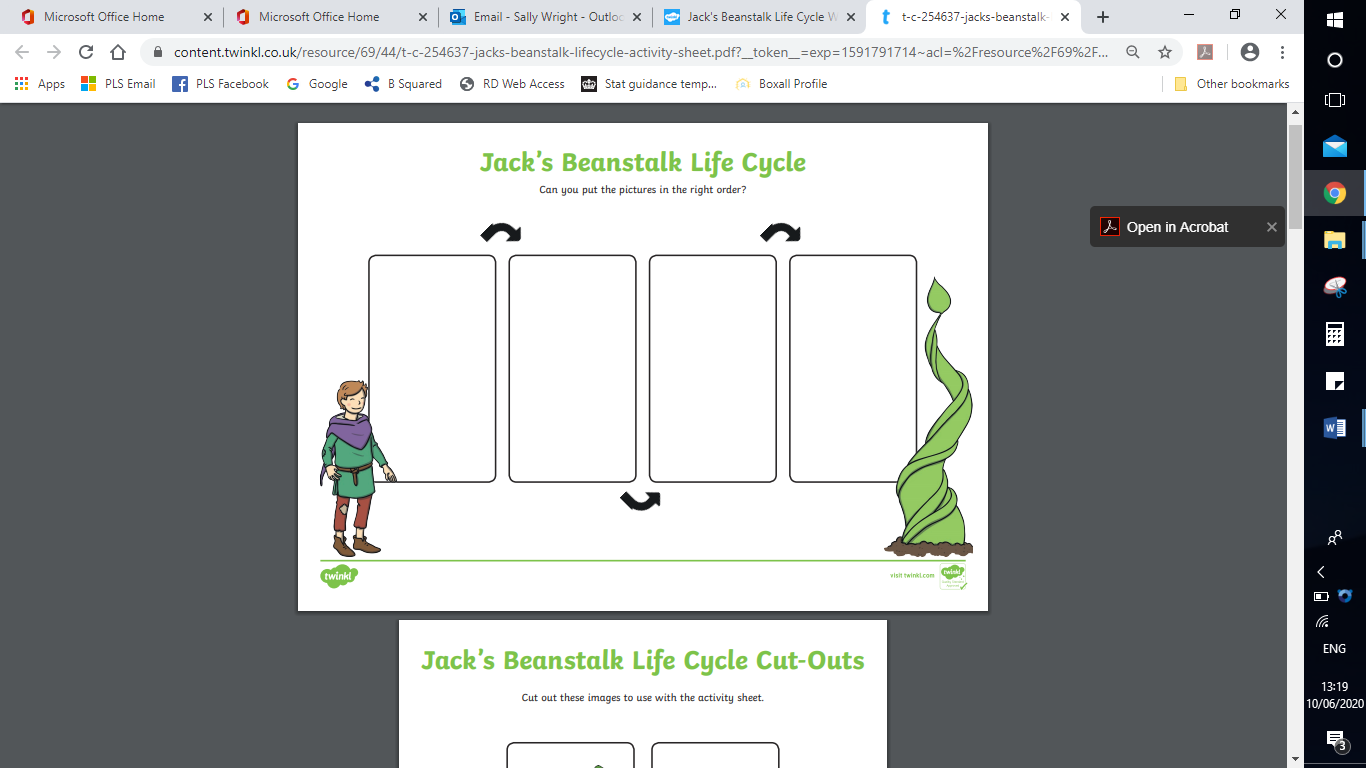 Microsoft Office Home
Microsoft Office Home
Email - Sally Wright - Outloo
Jack's Beanstalk Life Cycle W
t-c-254637-jacks-beanstalk-
content.twinkl.co.uk/resource/69/44/t-c-254637-jacks-beanstalk-lifecycle-activity-sheet.pdf?__token__=exp=1591791714~acl=%2Fresource%2F69%2F...
Apps
PLS Email
PLS Facebook
Google
B Squared
RD Web Access
Stat guidance temp...
Boxall Profile
Other bookmarks
Jack's Beanstalk Life Cycle
Can you put the pictures in the right order?
Open in Acrobat
twinkl
visit twinkl.com
twinkl
Jack's Beanstalk Life Cycle Cut-Outs
Cut out these images to use with the activity sheet.
ENG
13:19
10/06/2020
3